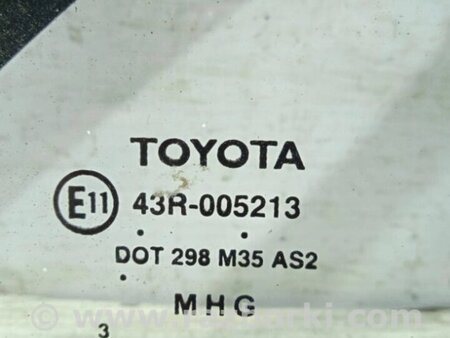 TOYOTA
E11 43R-005213
DOT 298 M35 AS2
MHG
3